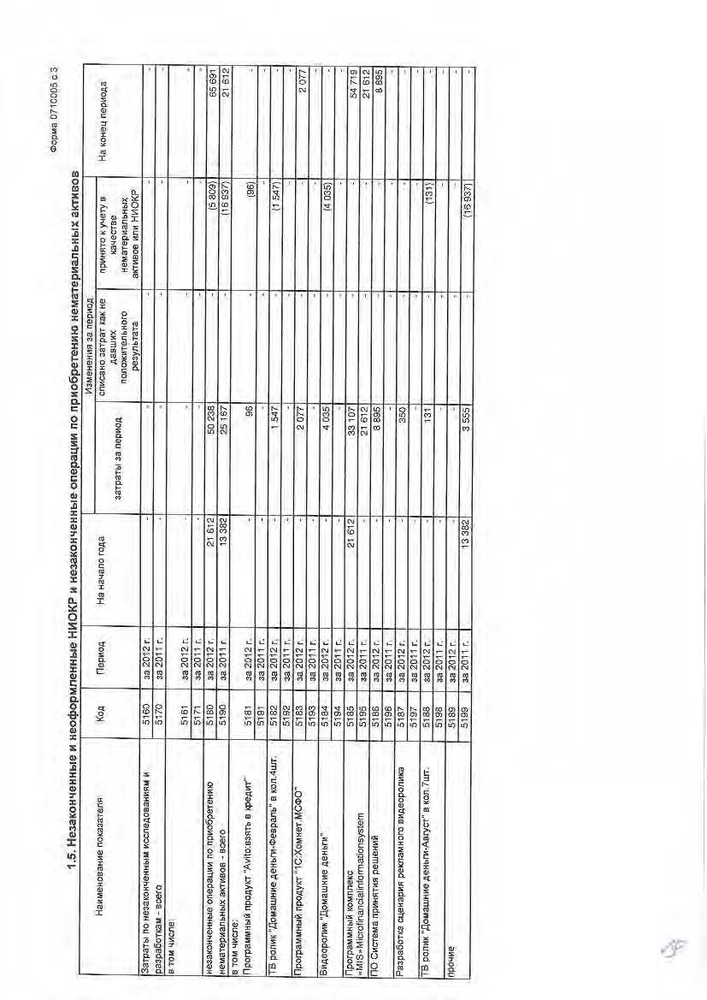 Форма 0710005 с.3
1.5. Незаконченные и неоформленные НИОКР и незаконченные операции по приобретению нематериальных активов
Наименование показателя Код Период На начало года Изменения за период На конец периода
затраты за период списано затрат как не давших положительного результата принято к учету в качестве нематериальных активов или НИОКР
Затраты по незаконченным исследованиям и 5160 за 2012 г. - - - - -
разработкам - всего 5170 за 2011 г. - - - - -
в том числе:
5161 за 2012 г. - - - - -
5171 за 2011 г. - - - - -
незаконченные операции по приобретению 5180 за 2012 г. 21 612 50 238 - (5 809) 65 691
нематериальных активов - всего 5190 за 2011 г. 13 382 25 167 - (16 937) 21 612
в том числе:
Программный продукт "Avito:взять в кредит" 5181 за 2012 г. - 96 - (96) -
5191 за 2011 г. - - - - -
ТВ ролик "Домашние деньги-Февраль" в кол.4шт. 5182 за 2012 г. - 1 547 - (1 547) -
5192 за 2011 г. - - - - -
Программный продукт "1С:Хомнет.МСФО" 5183 за 2012 г. - 2 077 - - 2 077
5193 за 2011 г. - - - - -
Видеоролик "Домашние деньги" 5184 за 2012 г. - 4 035 - (4 035) -
5194 за 2011 г. - - - - -
Программный комплекс 5185 за 2012 г. 21 612 33 107 - - 54 719
«MIS»Microfinancialinformationsystem 5195 за 2011 г. - 21 612 - - 21 612
ПО Система принятия решений 5186 за 2012 г. - 8 895 - - 8 895
5196 за 2011 г. - - - - -
Разработка сценария рекламного видеоролика 5187 за 2012 г. - 350 - - -
5197 за 2011 г. - - - - -
ТВ ролик "Домашние деньги-Август" в кол.7шт. 5188 за 2012 г. - 131 - (131) -
5198 за 2011 г. - - - - -
прочие 5189 за 2012 г. - - - - -
5199 за 2011 г. 13 382 3 555 - (16 937) -